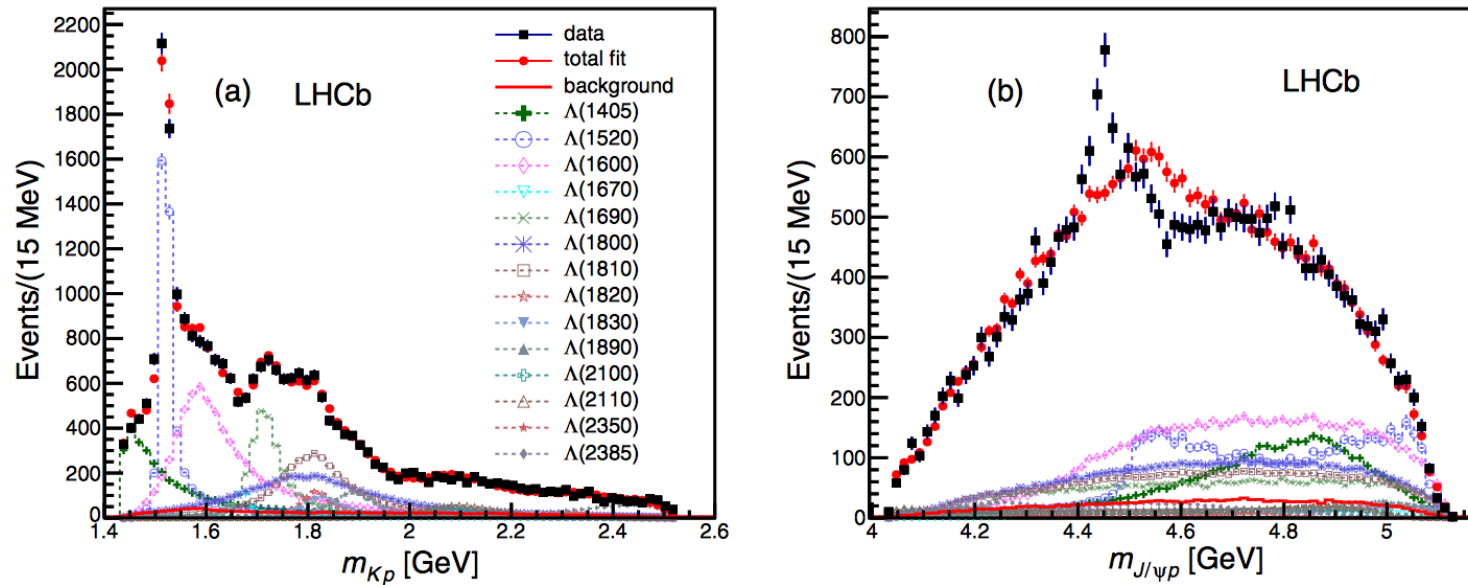 2200
2000
1800
1600
1400
1200
1000
800
600
400
200
0
Events/(15 MeV)
(a)
LHCb
data
total fit
background
Λ(1405)
Λ(1520)
Λ(1600)
Λ(1670)
Λ(1690)
Λ(1800)
Λ(1810)
Λ(1820)
Λ(1830)
Λ(1890)
Λ(2100)
Λ(2110)
Λ(2350)
Λ(2385)
1.4 1.6 1.8 2 2.2 2.4 2.6
m_{Kp} [GeV]
800
700
600
500
400
300
200
100
0
Events/(15 MeV)
(b)
LHCb
4 4.2 4.4 4.6 4.8 5
m_{J/ψp} [GeV]